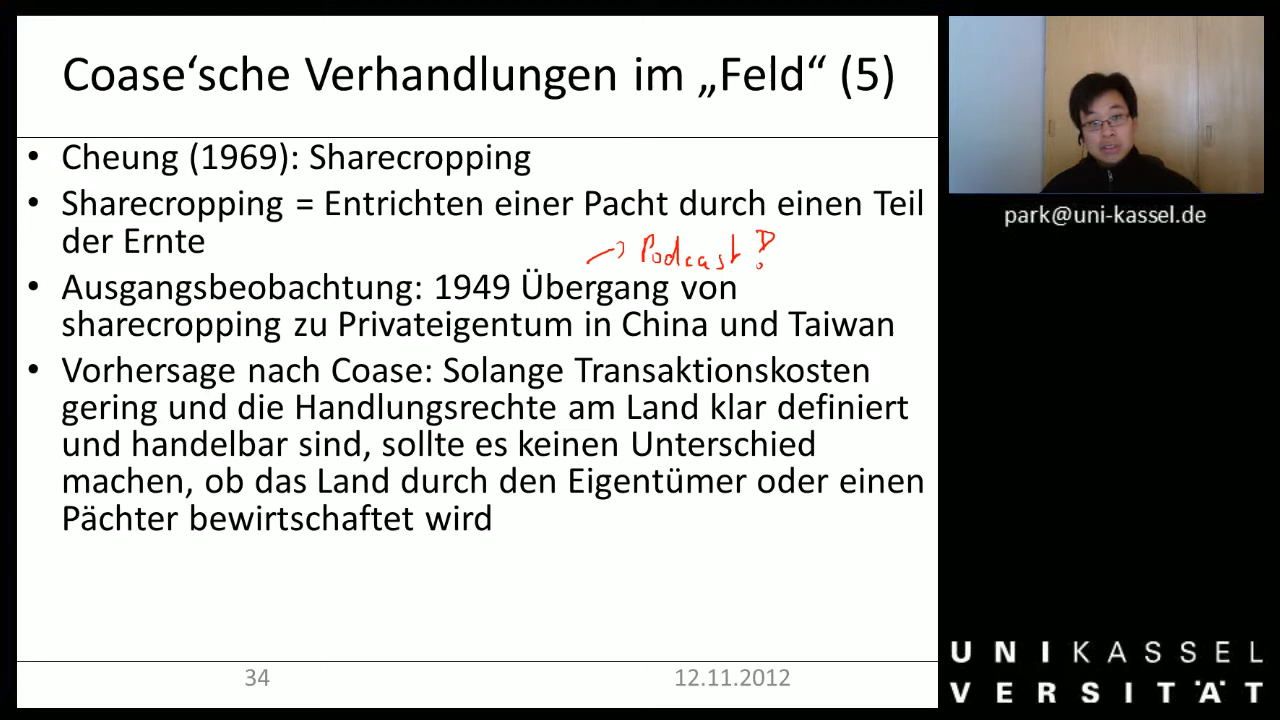 Coase‘sche Verhandlungen im „Feld“ (5)
• Cheung (1969): Sharecropping
• Sharecropping = Entrichten einer Pacht durch einen Teil
der Ernte
→ Podcast!
• Ausgangsbeobachtung: 1949 Übergang von
sharecropping zu Privateigentum in China und Taiwan
• Vorhersage nach Coase: Solange Transaktionskosten
gering und die Handlungsrechte am Land klar definiert
und handelbar sind, sollte es keinen Unterschied
machen, ob das Land durch den Eigentümer oder einen
Pächter bewirtschaftet wird
34 12.11.2012
park@uni-kassel.de
UNIKASSEL
VERSITÄT